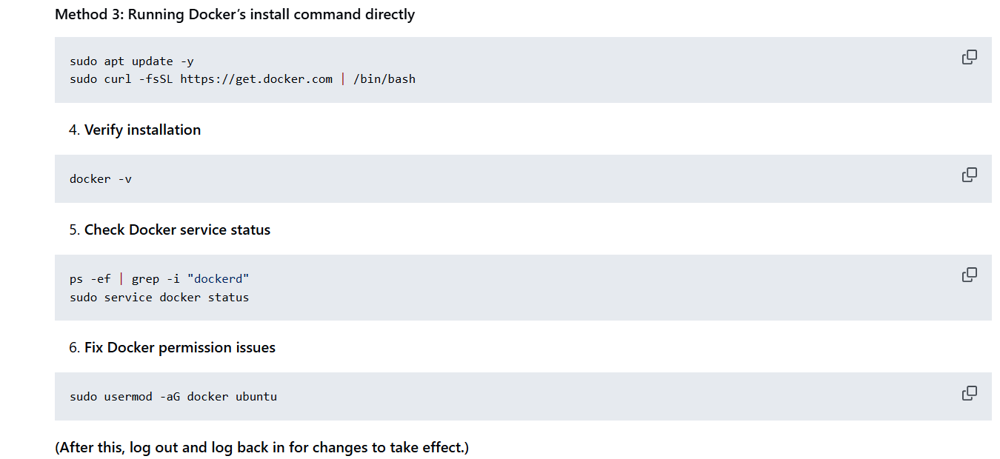 Method 3: Running Docker’s install command directly
sudo apt update -y
sudo curl -fsSL https://get.docker.com | /bin/bash
4. Verify installation
docker -v
5. Check Docker service status
ps -ef | grep -i "dockerd"
sudo service docker status
6. Fix Docker permission issues
sudo usermod -aG docker ubuntu
(After this, log out and log back in for changes to take effect.)